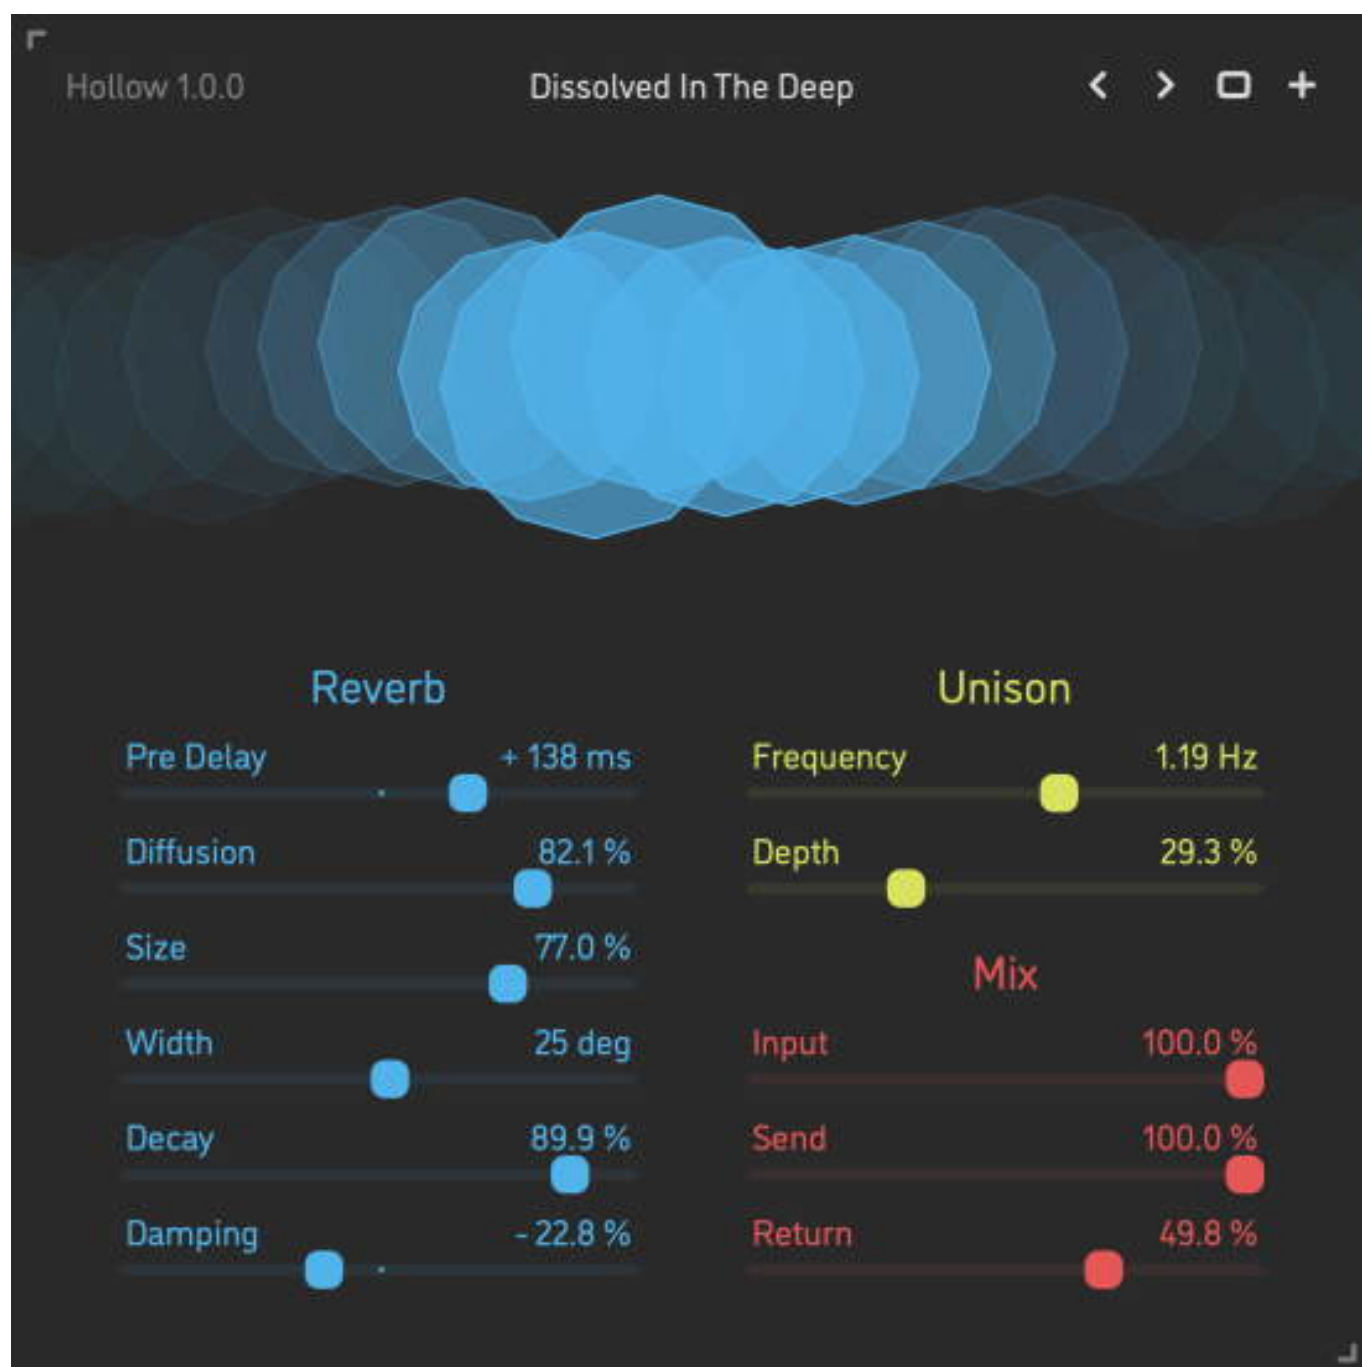 Hollow 1.0.0
Dissolved In The Deep
Reverb
Pre Delay + 138 ms
Diffusion 82.1 %
Size 77.0 %
Width 25 deg
Decay 89.9 %
Damping - 22.8 %
Unison
Frequency 1.19 Hz
Depth 29.3 %
Mix
Input 100.0 %
Send 100.0 %
Return 49.8 %